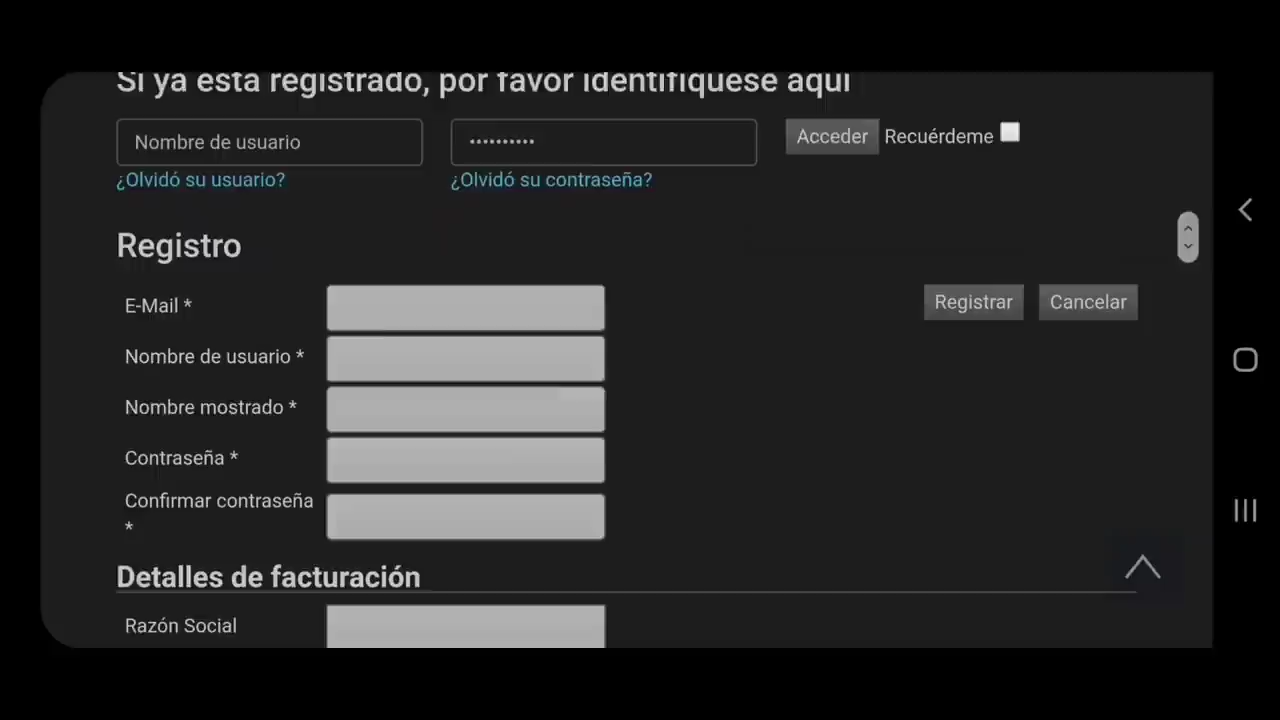 Si ya está registrado, por favor identifíquese aquí
Nombre de usuario •••••••••• Acceder Recuérdeme
¿Olvidó su usuario? ¿Olvidó su contraseña?
Registro
E-Mail * Registrar Cancelar
Nombre de usuario *
Nombre mostrado *
Contraseña *
Confirmar contraseña
*
Detalles de facturación
Razón Social